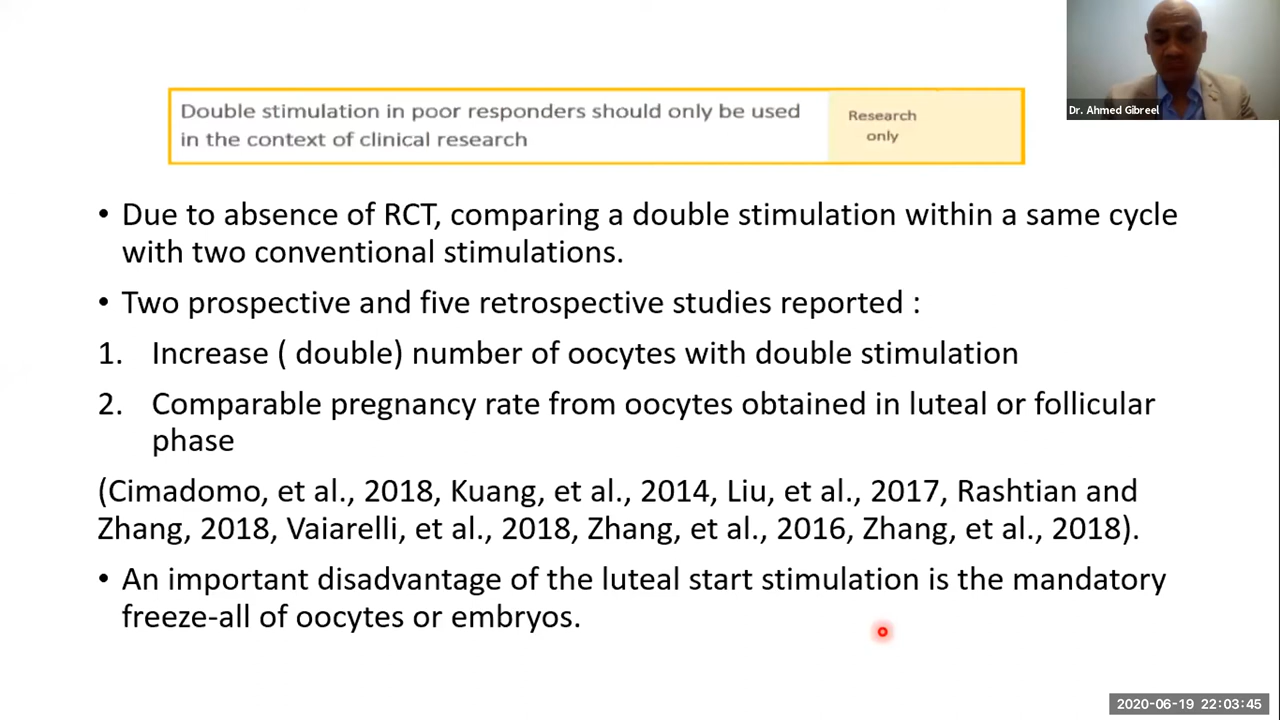 Dr. Ahmed Gibreel
Double stimulation in poor responders should only be used
in the context of clinical research
Research
only
• Due to absence of RCT, comparing a double stimulation within a same cycle
with two conventional stimulations.
• Two prospective and five retrospective studies reported :
1. Increase ( double) number of oocytes with double stimulation
2. Comparable pregnancy rate from oocytes obtained in luteal or follicular
phase
(Cimadomo, et al., 2018, Kuang, et al., 2014, Liu, et al., 2017, Rashtian and
Zhang, 2018, Vaiarelli, et al., 2018, Zhang, et al., 2016, Zhang, et al., 2018).
• An important disadvantage of the luteal start stimulation is the mandatory
freeze-all of oocytes or embryos.
2020-06-19 22:03:45